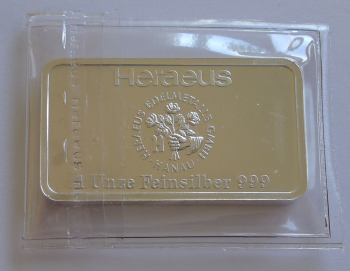 Heraeus
HERAEUS EDELMETALLE GMBH
HANAU
1 Unze Feinsilber 999